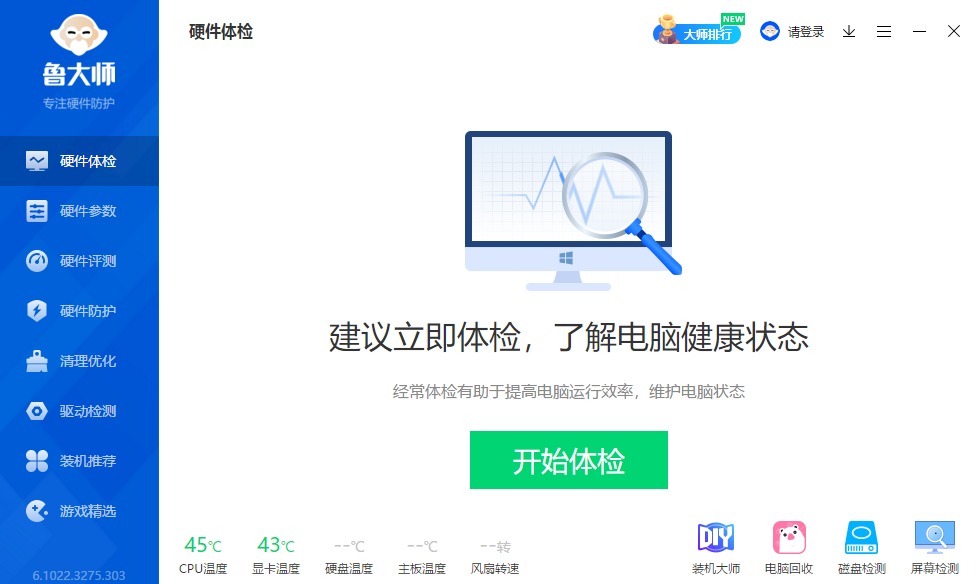 鲁大师
专注硬件防护
硬件体检
硬件参数
硬件评测
硬件防护
清理优化
驱动检测
装机推荐
游戏精选
6.1022.3275.303
硬件体检
大师排行
NEW
请登录
建议立即体检，了解电脑健康状态
经常体检有助于提高电脑运行效率，维护电脑状态
开始体检
45℃
CPU温度
43℃
显卡温度
--℃
硬盘温度
--℃
主板温度
--转
风扇转速
DIY
装机大师
电脑回收
磁盘检测
屏幕检测